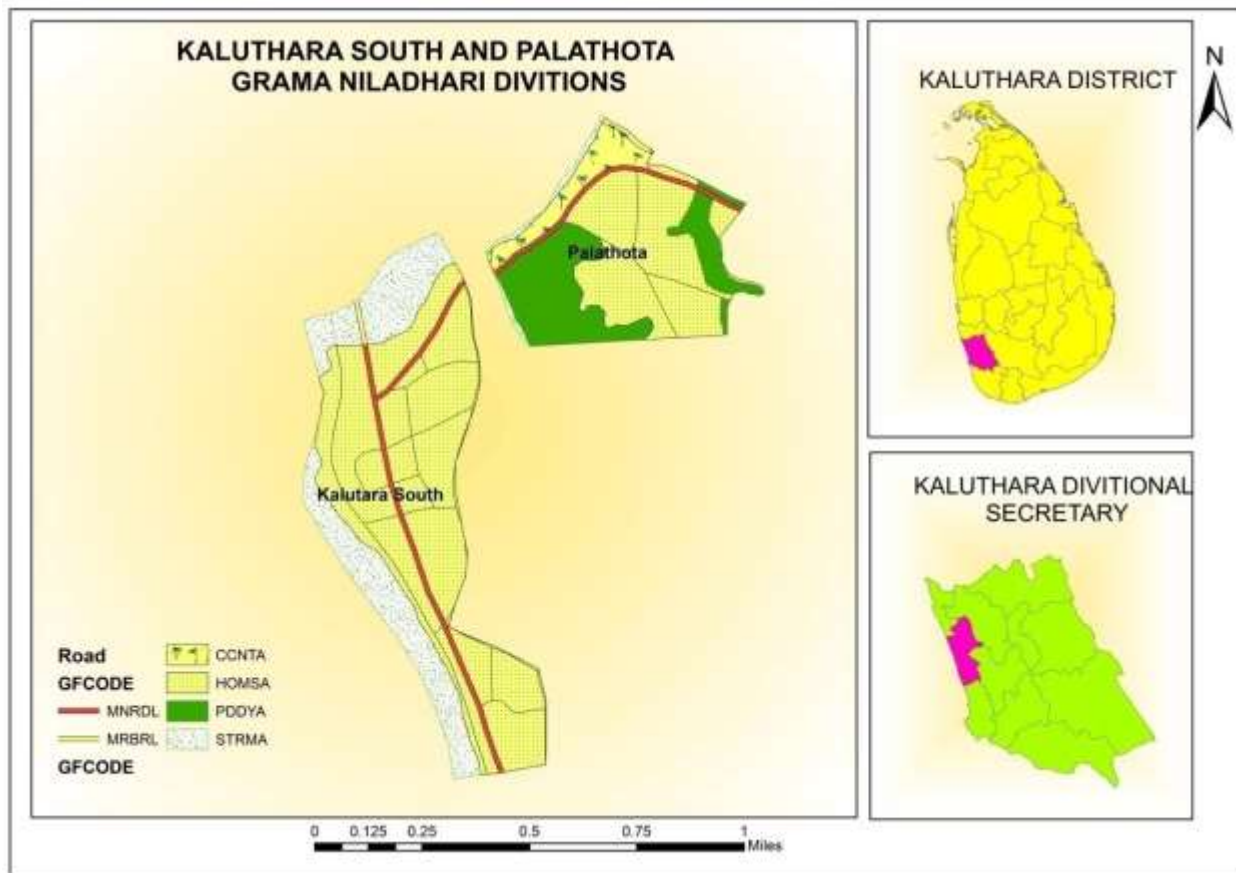 KALUTHARA SOUTH AND PALATHOTA
GRAMA NILADHARI DIVITIONS
Palathota
Kalutara South
Road
GFCODE
MNRDL
MRBRL
GFCODE
CCNTA
HOMSA
PDDYA
STRMA
0 0.125 0.25 0.5 0.75 1
Miles
KALUTHARA DISTRICT
N
KALUTHARA DIVITIONAL
SECRETARY